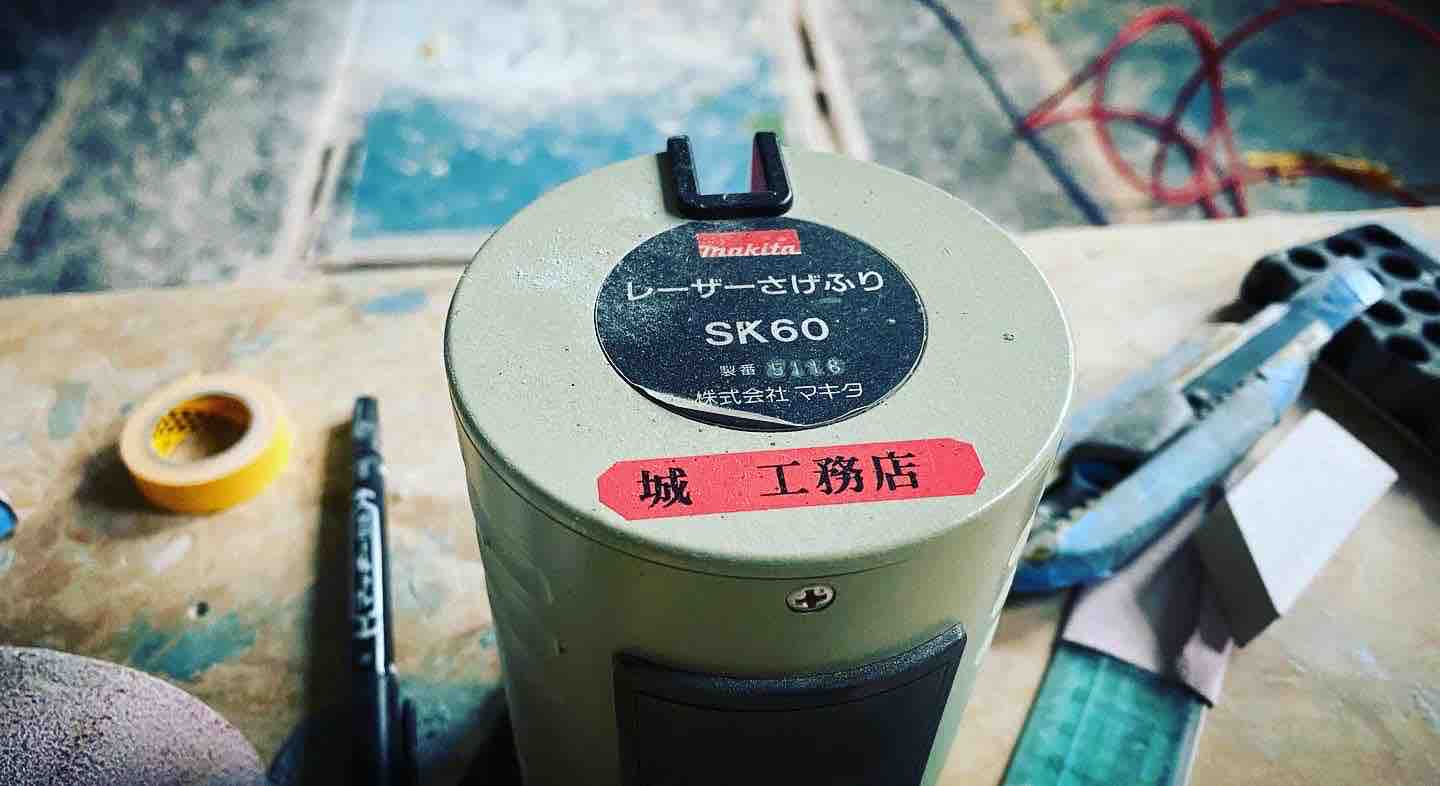 makita
レーザーさげふり
SK60
製番 5116
株式会社 マキタ
城 工務店